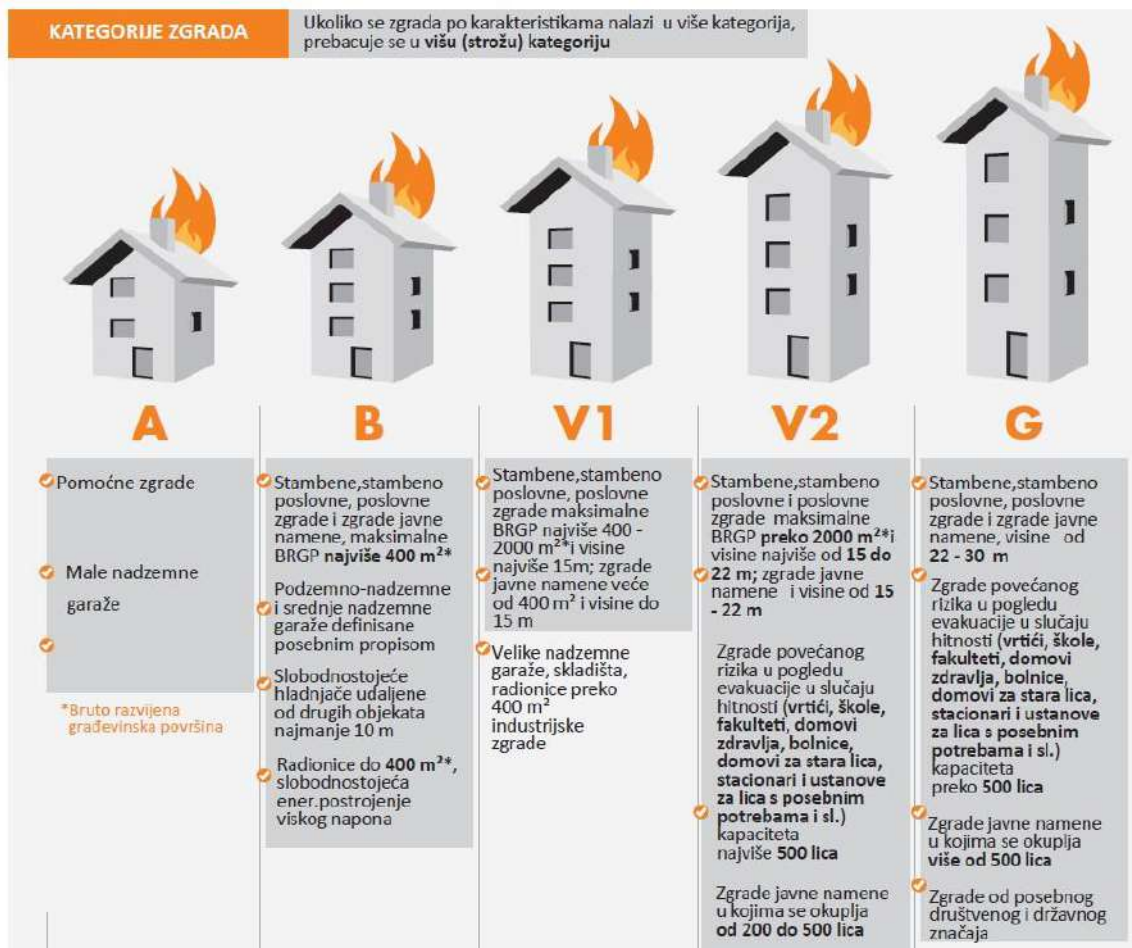 KATEGORIJE ZGRADA
Ukoliko se zgrada po karakteristikama nalazi u više kategorija,
prebacuje se u višu (strožu) kategoriju
A
Pomoćne zgrade
Male nadzemne
garaže
*Bruto razvijena
građevinska površina
B
Stambene,stambeno
poslovne, poslovne
zgrade i zgrade javne
namene, maksimalne
BRGP najviše 400 m²*
Podzemno-nadzemne
i srednje nadzemne
garaže definisane
posebnim propisom
Slobodnostojeće
hladnjače udaljene
od drugih objekata
najmanje 10 m
Radionice do 400 m²*,
slobodnostojeća
ener.postrojenje
viskog napona
V1
Stambene,stambeno
poslovne, poslovne
zgrade maksimalne
BRGP najviše 400 -
2000 m²*i visine
najviše 15m; zgrade
javne namene veće
od 400 m² i visine do
15 m
Velike nadzemne
garaže, skladišta,
radionice preko
400 m²
industrijske
zgrade
V2
Stambene,stambeno
poslovne i poslovne
zgrade maksimalne
BRGP preko 2000 m²*i
visine najviše od 15 do
22 m; zgrade javne
namene i visine od 15
- 22 m
Zgrade povećanog
rizika u pogledu
evakuacije u slučaju
hitnosti (vrtići, škole,
fakulteti, domovi
zdravlja, bolnice,
domovi za stara lica,
stacionari i ustanove
za lica s posebnim
potrebama i sl.)
kapaciteta
najviše 500 lica
Zgrade javne namene
u kojima se okuplja
od 200 do 500 lica
G
Stambene,stambeno
poslovne, poslovne
zgrade i zgrade javne
namene, visine od
22 - 30 m
Zgrade povećanog
rizika u pogledu
evakuacije u slučaju
hitnosti (vrtići, škole,
fakulteti, domovi
zdravlja, bolnice,
domovi za stara lica,
stacionari i ustanove
za lica s posebnim
potrebama i sl.)
kapaciteta
preko 500 lica
Zgrade javne namene
u kojima se okuplja
više od 500 lica
Zgrade od posebnog
društvenog i državnog
značaja